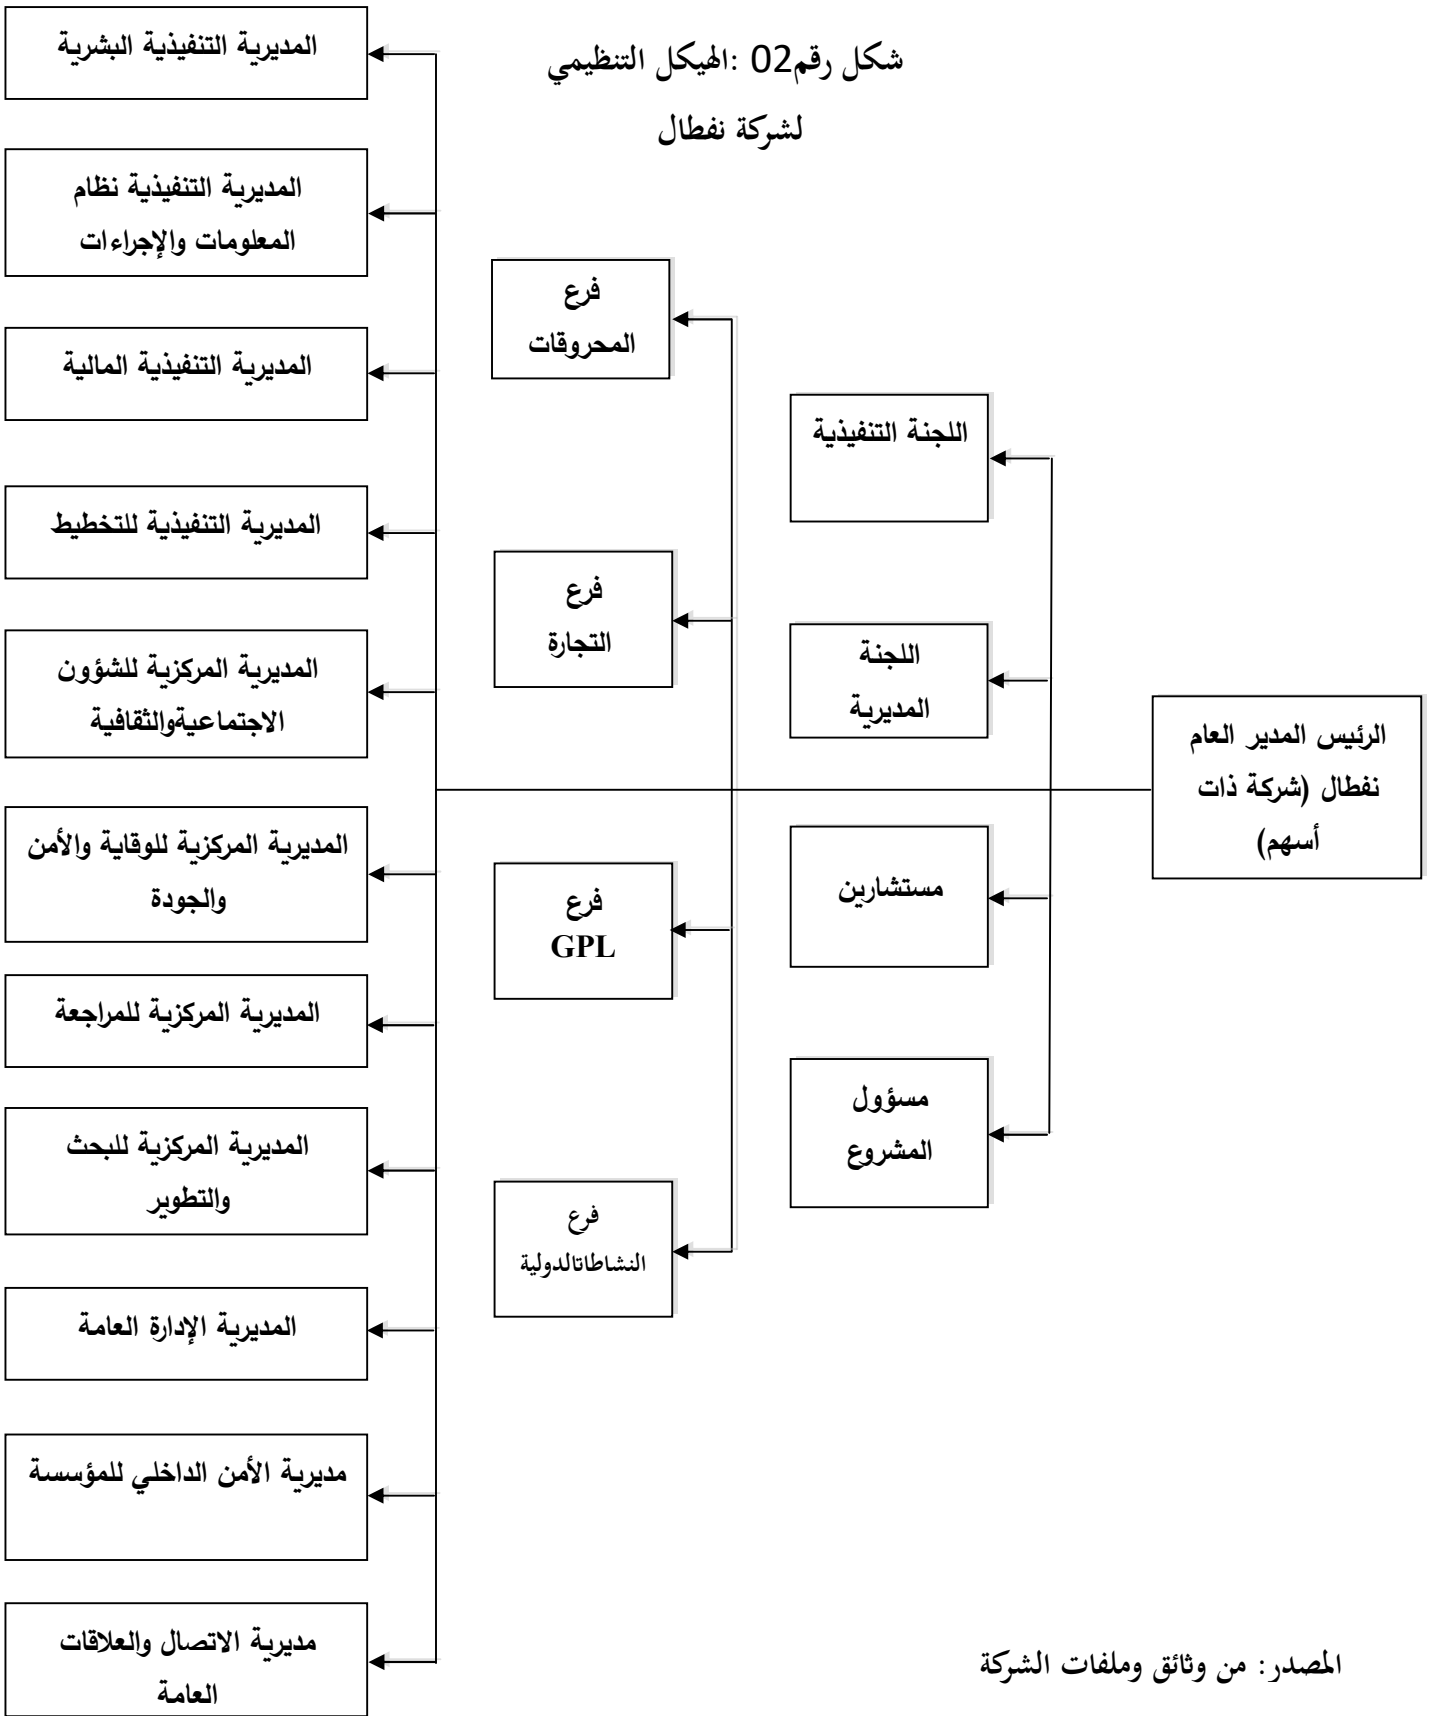 شكل رقم02 :الهيكل التنظيمي
لشركة نفطال
الرئيس المدير العام
نفطال (شركة ذات
أسهم)
اللجنة التنفيذية
اللجنة
المديرية
مستشارين
مسؤول
المشروع
فرع
المحروقات
فرع
التجارة
فرع
GPL
فرع
النشاطاتالدولية
المديرية التنفيذية البشرية
المديرية التنفيذية نظام
المعلومات والإجراءات
المديرية التنفيذية المالية
المديرية التنفيذية للتخطيط
المديرية المركزية للشؤون
الاجتماعيةوالثقافية
المديرية المركزية للوقاية والأمن
والجودة
المديرية المركزية للمراجعة
المديرية المركزية للبحث
والتطوير
المديرية الإدارة العامة
مديرية الأمن الداخلي للمؤسسة
مديرية الاتصال والعلاقات
العامة
المصدر: من وثائق وملفات الشركة